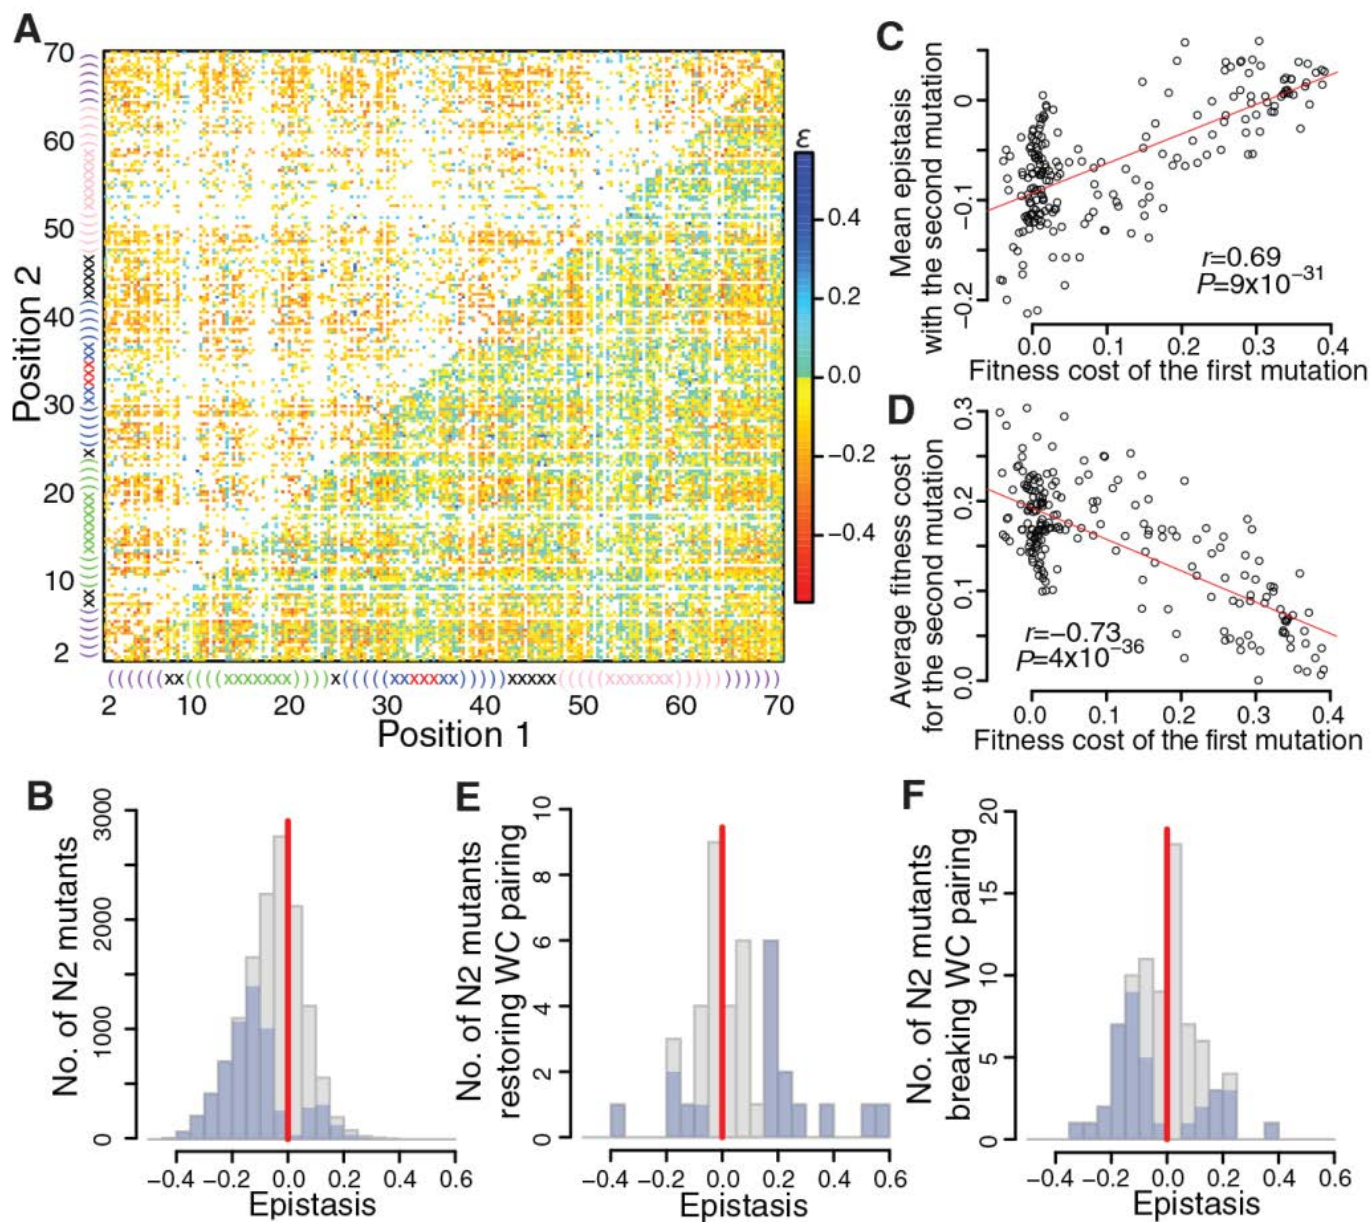 A
70
60
50
40
30
20
10
2
Position 2
2 10 20 30 40 50 60 70
Position 1
ε
0.4
0.2
0.0
−0.2
−0.4
C
Mean epistasis
with the second mutation
0
−0.1
−0.2
r=0.69
P=9x10−31
0.0 0.1 0.2 0.3 0.4
Fitness cost of the first mutation
D
Average fitness cost
for the second mutation
0.3
0.2
0.1
0.0
r=−0.73
P=4x10−36
0.0 0.1 0.2 0.3 0.4
Fitness cost of the first mutation
B
No. of N2 mutants
3000
2000
1000
0
−0.4 −0.2 0.0 0.2 0.4 0.6
Epistasis
E
No. of N2 mutants
restoring WC pairing
10
8
6
4
2
0
−0.4 −0.2 0.0 0.2 0.4 0.6
Epistasis
F
No. of N2 mutants
breaking WC pairing
20
15
10
5
0
−0.4 −0.2 0.0 0.2 0.4 0.6
Epistasis